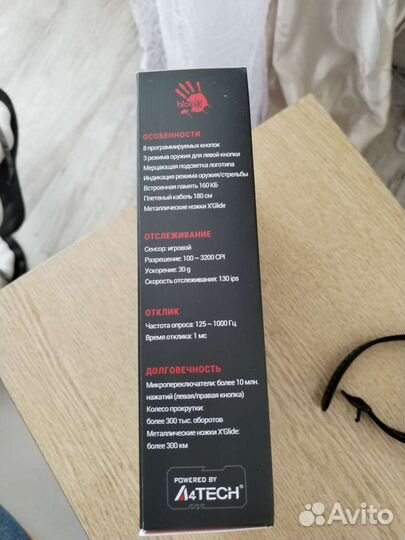 bloody
ОСОБЕННОСТИ
8 программируемых кнопок
3 режима оружия для левой кнопки
Мерцающая подсветка логотипа
Индикация режима оружия/стрельбы
Встроенная память 160 КБ
Плетеный кабель 180 см
Металлические ножки X'Glide
ОТСЛЕЖИВАНИЕ
Сенсор: игровой
Разрешение: 100 ~ 3200 CPI
Ускорение: 30 g
Скорость отслеживания: 130 ips
ОТКЛИК
Частота опроса: 125 ~ 1000 Гц
Время отклика: 1 мс
ДОЛГОВЕЧНОСТЬ
Микропереключатели: более 10 млн.
нажатий (левая/правая кнопка)
Колесо прокрутки:
более 300 тыс. оборотов
Металлические ножки X'Glide:
более 300 км
POWERED BY
A4TECH®
Avito